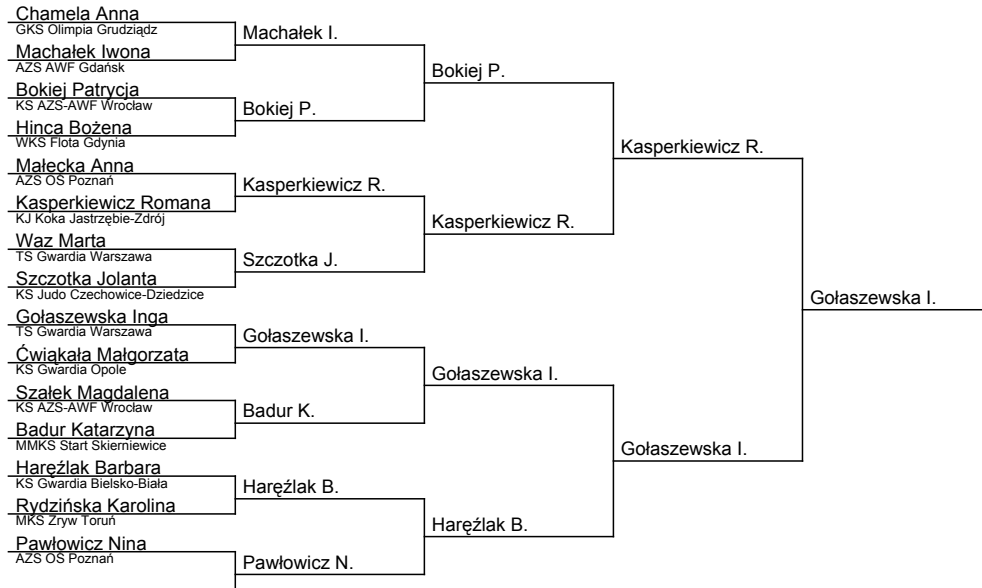 Chamela Anna
GKS Olimpia Grudziądz
Machałek Iwona
AZS AWF Gdańsk
Bokiej Patrycja
KS AZS-AWF Wrocław
Hinca Bożena
WKS Flota Gdynia
Małecka Anna
AZS OŚ Poznań
Kasperkiewicz Romana
KJ Koka Jastrzębie-Zdrój
Waz Marta
TS Gwardia Warszawa
Szczotka Jolanta
KS Judo Czechowice-Dziedzice
Gołaszewska Inga
TS Gwardia Warszawa
Ćwiąkała Małgorzata
KS Gwardia Opole
Szałek Magdalena
KS AZS-AWF Wrocław
Badur Katarzyna
MMKS Start Skierniewice
Haręźlak Barbara
KS Gwardia Bielsko-Biała
Rydzińska Karolina
MKS Zryw Toruń
Pawłowicz Nina
AZS OŚ Poznań
Machałek I.
Bokiej P.
Kasperkiewicz R.
Szczotka J.
Gołaszewska I.
Badur K.
Haręźlak B.
Pawłowicz N.
Bokiej P.
Kasperkiewicz R.
Gołaszewska I.
Haręźlak B.
Kasperkiewicz R.
Gołaszewska I.
Gołaszewska I.